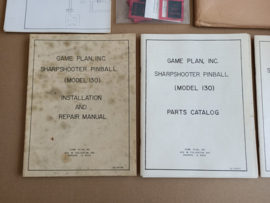 GAME PLAN, INC.
SHARPSHOOTER PINBALL
(MODEL 130)
INSTALLATION
AND
REPAIR MANUAL
GAME PLAN, INC.
SHARPSHOOTER PINBALL
(MODEL 130)
PARTS CATALOG